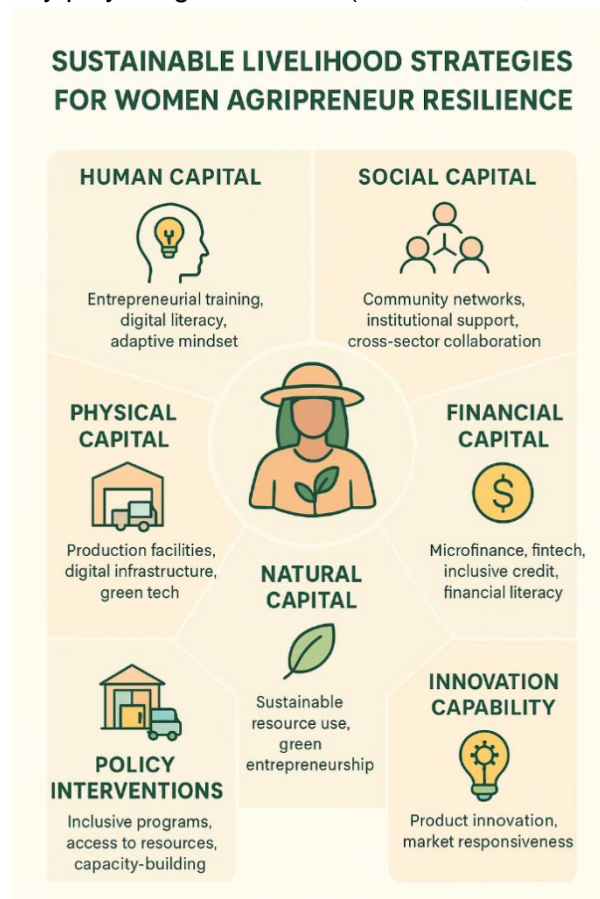 SUSTAINABLE LIVELIHOOD STRATEGIES
FOR WOMEN AGRIPRENEUR RESILIENCE
HUMAN CAPITAL
Entrepreneurial training,
digital literacy,
adaptive mindset
SOCIAL CAPITAL
Community networks,
institutional support,
cross-sector collaboration
PHYSICAL
CAPITAL
Production facilities,
digital infrastructure,
green tech
FINANCIAL
CAPITAL
$
Microfinance, fintech,
inclusive credit,
financial literacy
NATURAL
CAPITAL
Sustainable
resource use,
green
entrepreneurship
POLICY
INTERVENTIONS
Inclusive programs,
access to resources,
capacity-building
INNOVATION
CAPABILITY
Product innovation,
market responsiveness